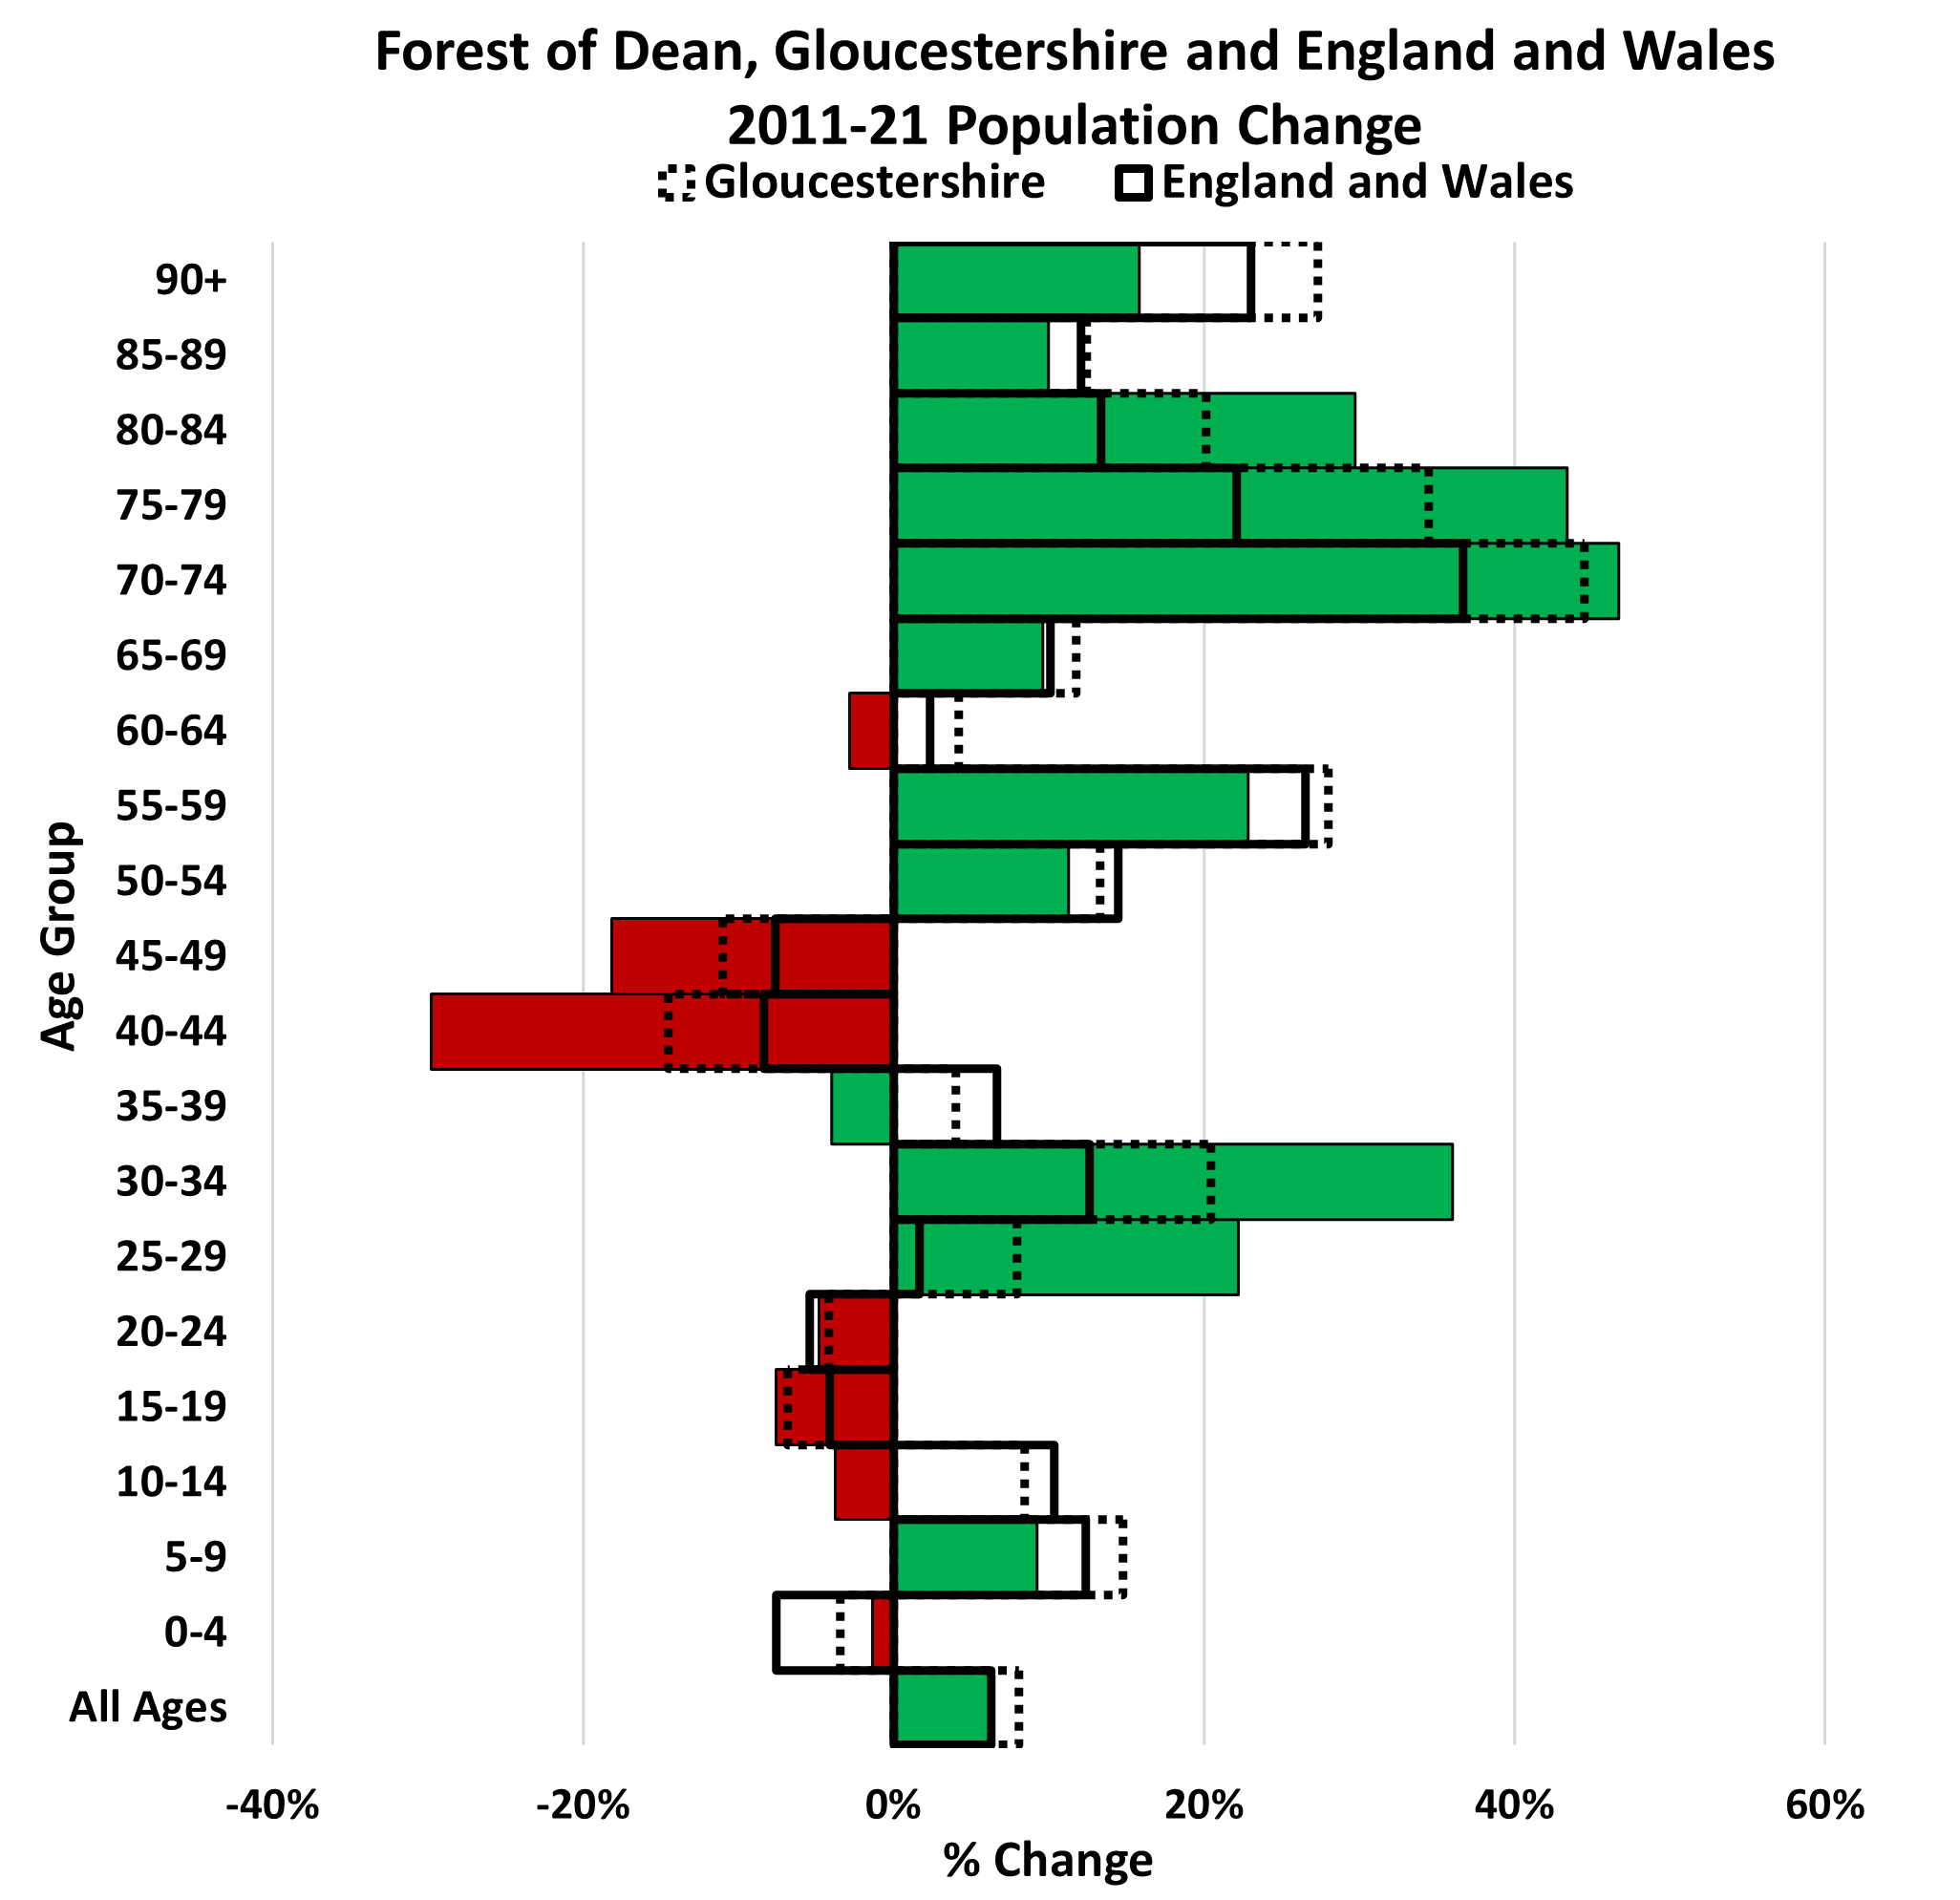 Forest of Dean, Gloucestershire and England and Wales
2011-21 Population Change
Gloucestershire England and Wales
90+
85-89
80-84
75-79
70-74
65-69
60-64
55-59
50-54
45-49
40-44
35-39
30-34
25-29
20-24
15-19
10-14
5-9
0-4
All Ages
Age Group
-40% -20% 0% 20% 40% 60%
% Change